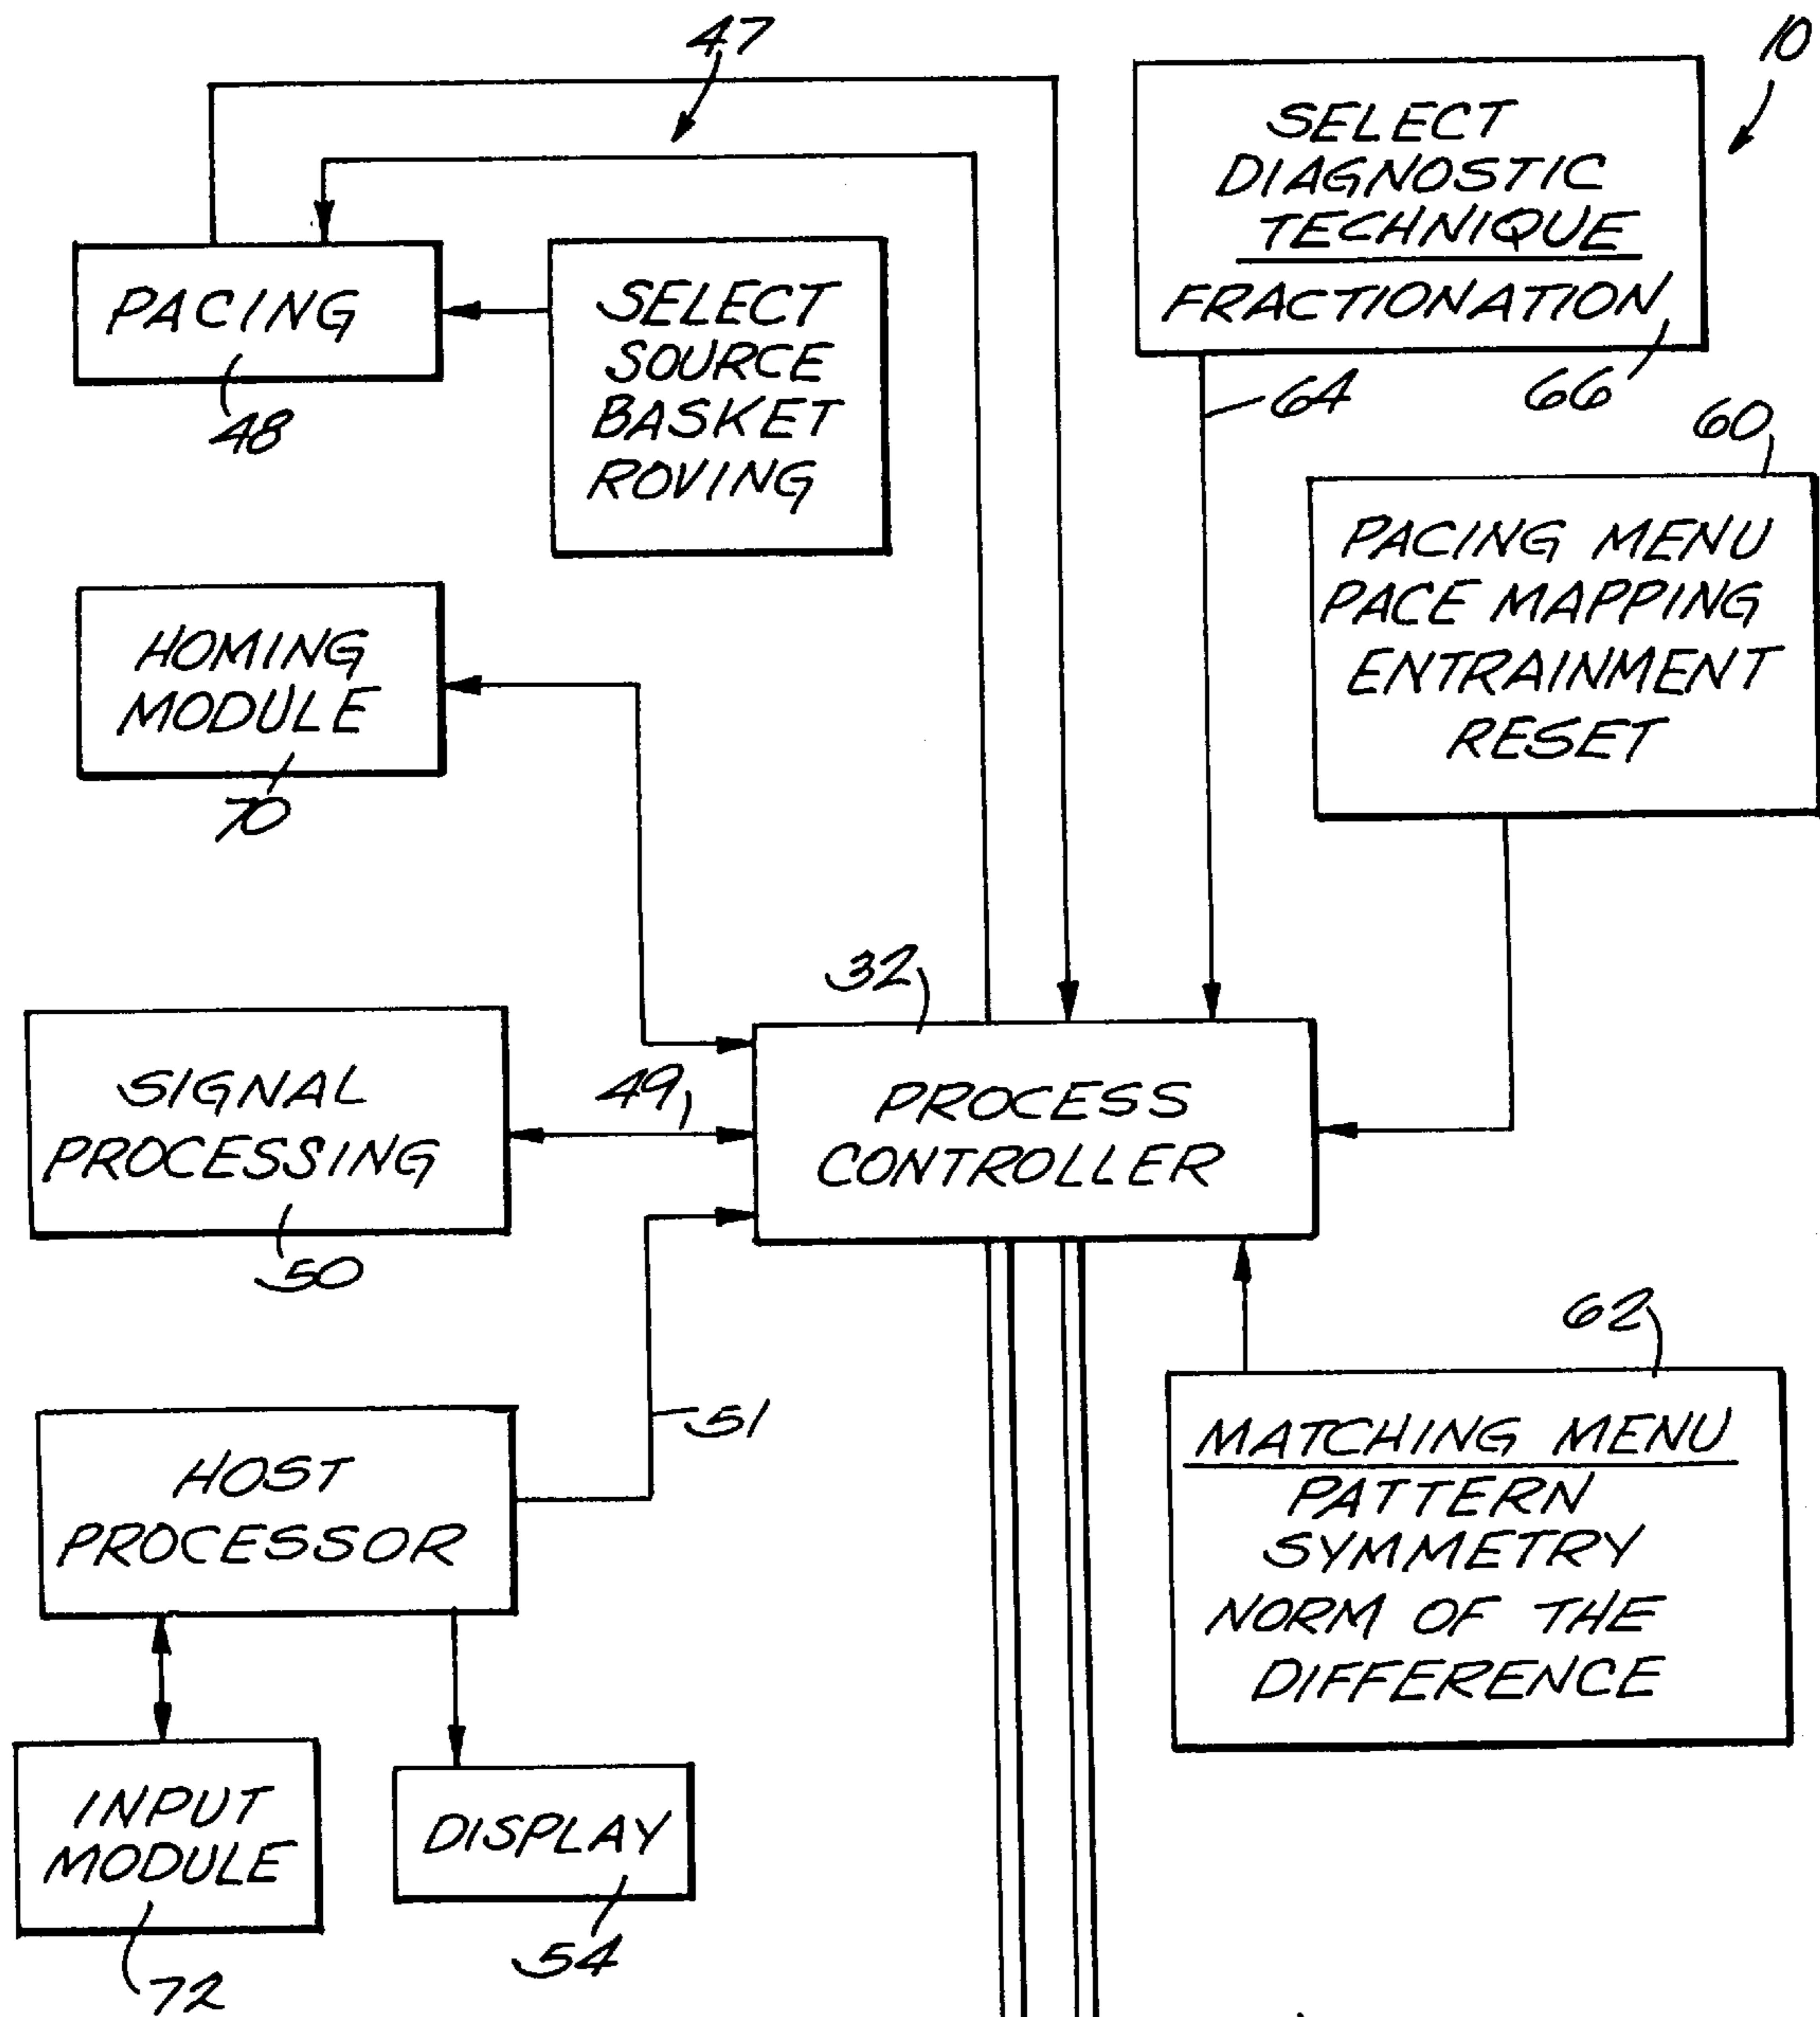 47
10
SELECT
DIAGNOSTIC
TECHNIQUE
FRACTIONATION
66
64
PACING
48
SELECT
SOURCE
BASKET
ROVING
60
PACING MENU
PACE MAPPING
ENTRAINMENT
RESET
HOMING
MODULE
70
32
PROCESS
CONTROLLER
SIGNAL
PROCESSING
50
49
51
HOST
PROCESSOR
62
MATCHING MENU
PATTERN
SYMMETRY
NORM OF THE
DIFFERENCE
INPUT
MODULE
72
DISPLAY
54